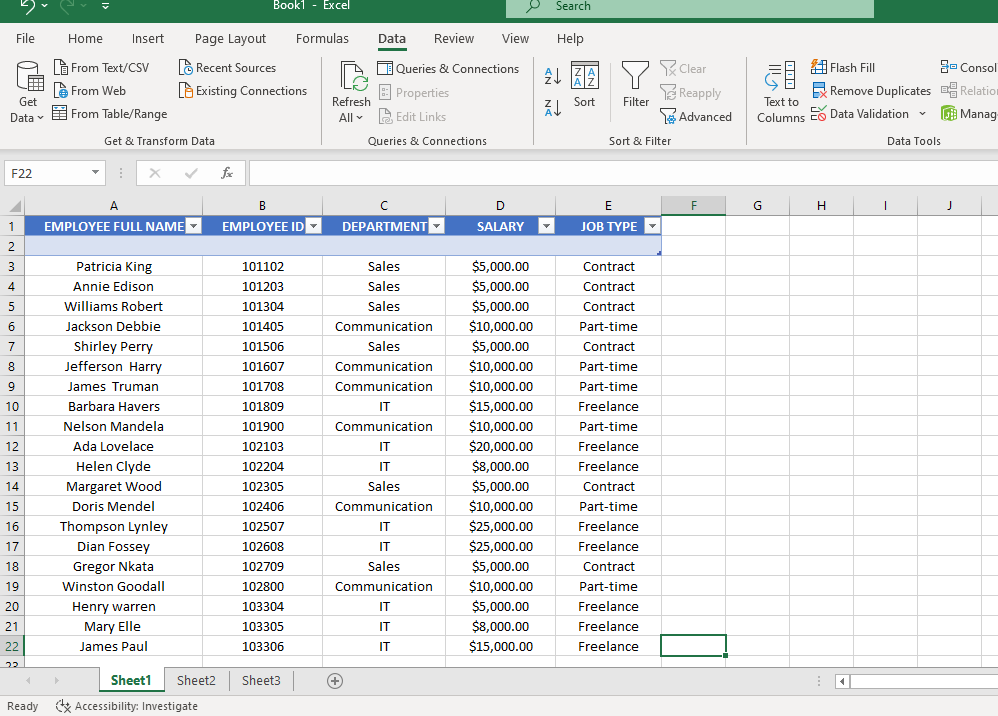 Book1 - Excel
Search
File Home Insert Page Layout Formulas Data Review View Help
From Text/CSV Recent Sources Queries & Connections Clear Flash Fill Consol
From Web Existing Connections Properties Reapply Remove Duplicates Relatio
Get Data From Table/Range Refresh All Edit Links Sort Filter Advanced Text to Columns Data Validation Manag
Get & Transform Data Queries & Connections Sort & Filter Data Tools
F22 fx
A B C D E F G H I J
1 EMPLOYEE FULL NAME EMPLOYEE ID DEPARTMENT SALARY JOB TYPE
2
3 Patricia King 101102 Sales $5,000.00 Contract
4 Annie Edison 101203 Sales $5,000.00 Contract
5 Williams Robert 101304 Sales $5,000.00 Contract
6 Jackson Debbie 101405 Communication $10,000.00 Part-time
7 Shirley Perry 101506 Sales $5,000.00 Contract
8 Jefferson Harry 101607 Communication $10,000.00 Part-time
9 James Truman 101708 Communication $10,000.00 Part-time
10 Barbara Havers 101809 IT $15,000.00 Freelance
11 Nelson Mandela 101900 Communication $10,000.00 Part-time
12 Ada Lovelace 102103 IT $20,000.00 Freelance
13 Helen Clyde 102204 IT $8,000.00 Freelance
14 Margaret Wood 102305 Sales $5,000.00 Contract
15 Doris Mendel 102406 Communication $10,000.00 Part-time
16 Thompson Lynley 102507 IT $25,000.00 Freelance
17 Dian Fossey 102608 IT $25,000.00 Freelance
18 Gregor Nkata 102709 Sales $5,000.00 Contract
19 Winston Goodall 102800 Communication $10,000.00 Part-time
20 Henry warren 103304 IT $5,000.00 Freelance
21 Mary Elle 103305 IT $8,000.00 Freelance
22 James Paul 103306 IT $15,000.00 Freelance
23
Sheet1 Sheet2 Sheet3
Ready Accessibility: Investigate